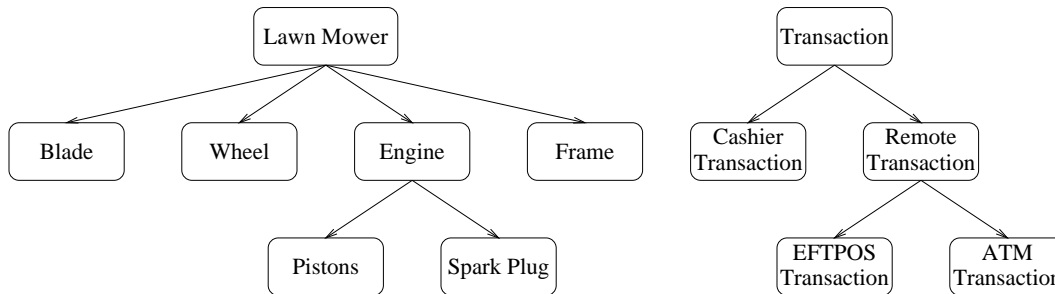 Lawn Mower
Transaction
Blade
Wheel
Engine
Frame
Cashier
Transaction
Remote
Transaction
Pistons
Spark Plug
EFTPOS
Transaction
ATM
Transaction